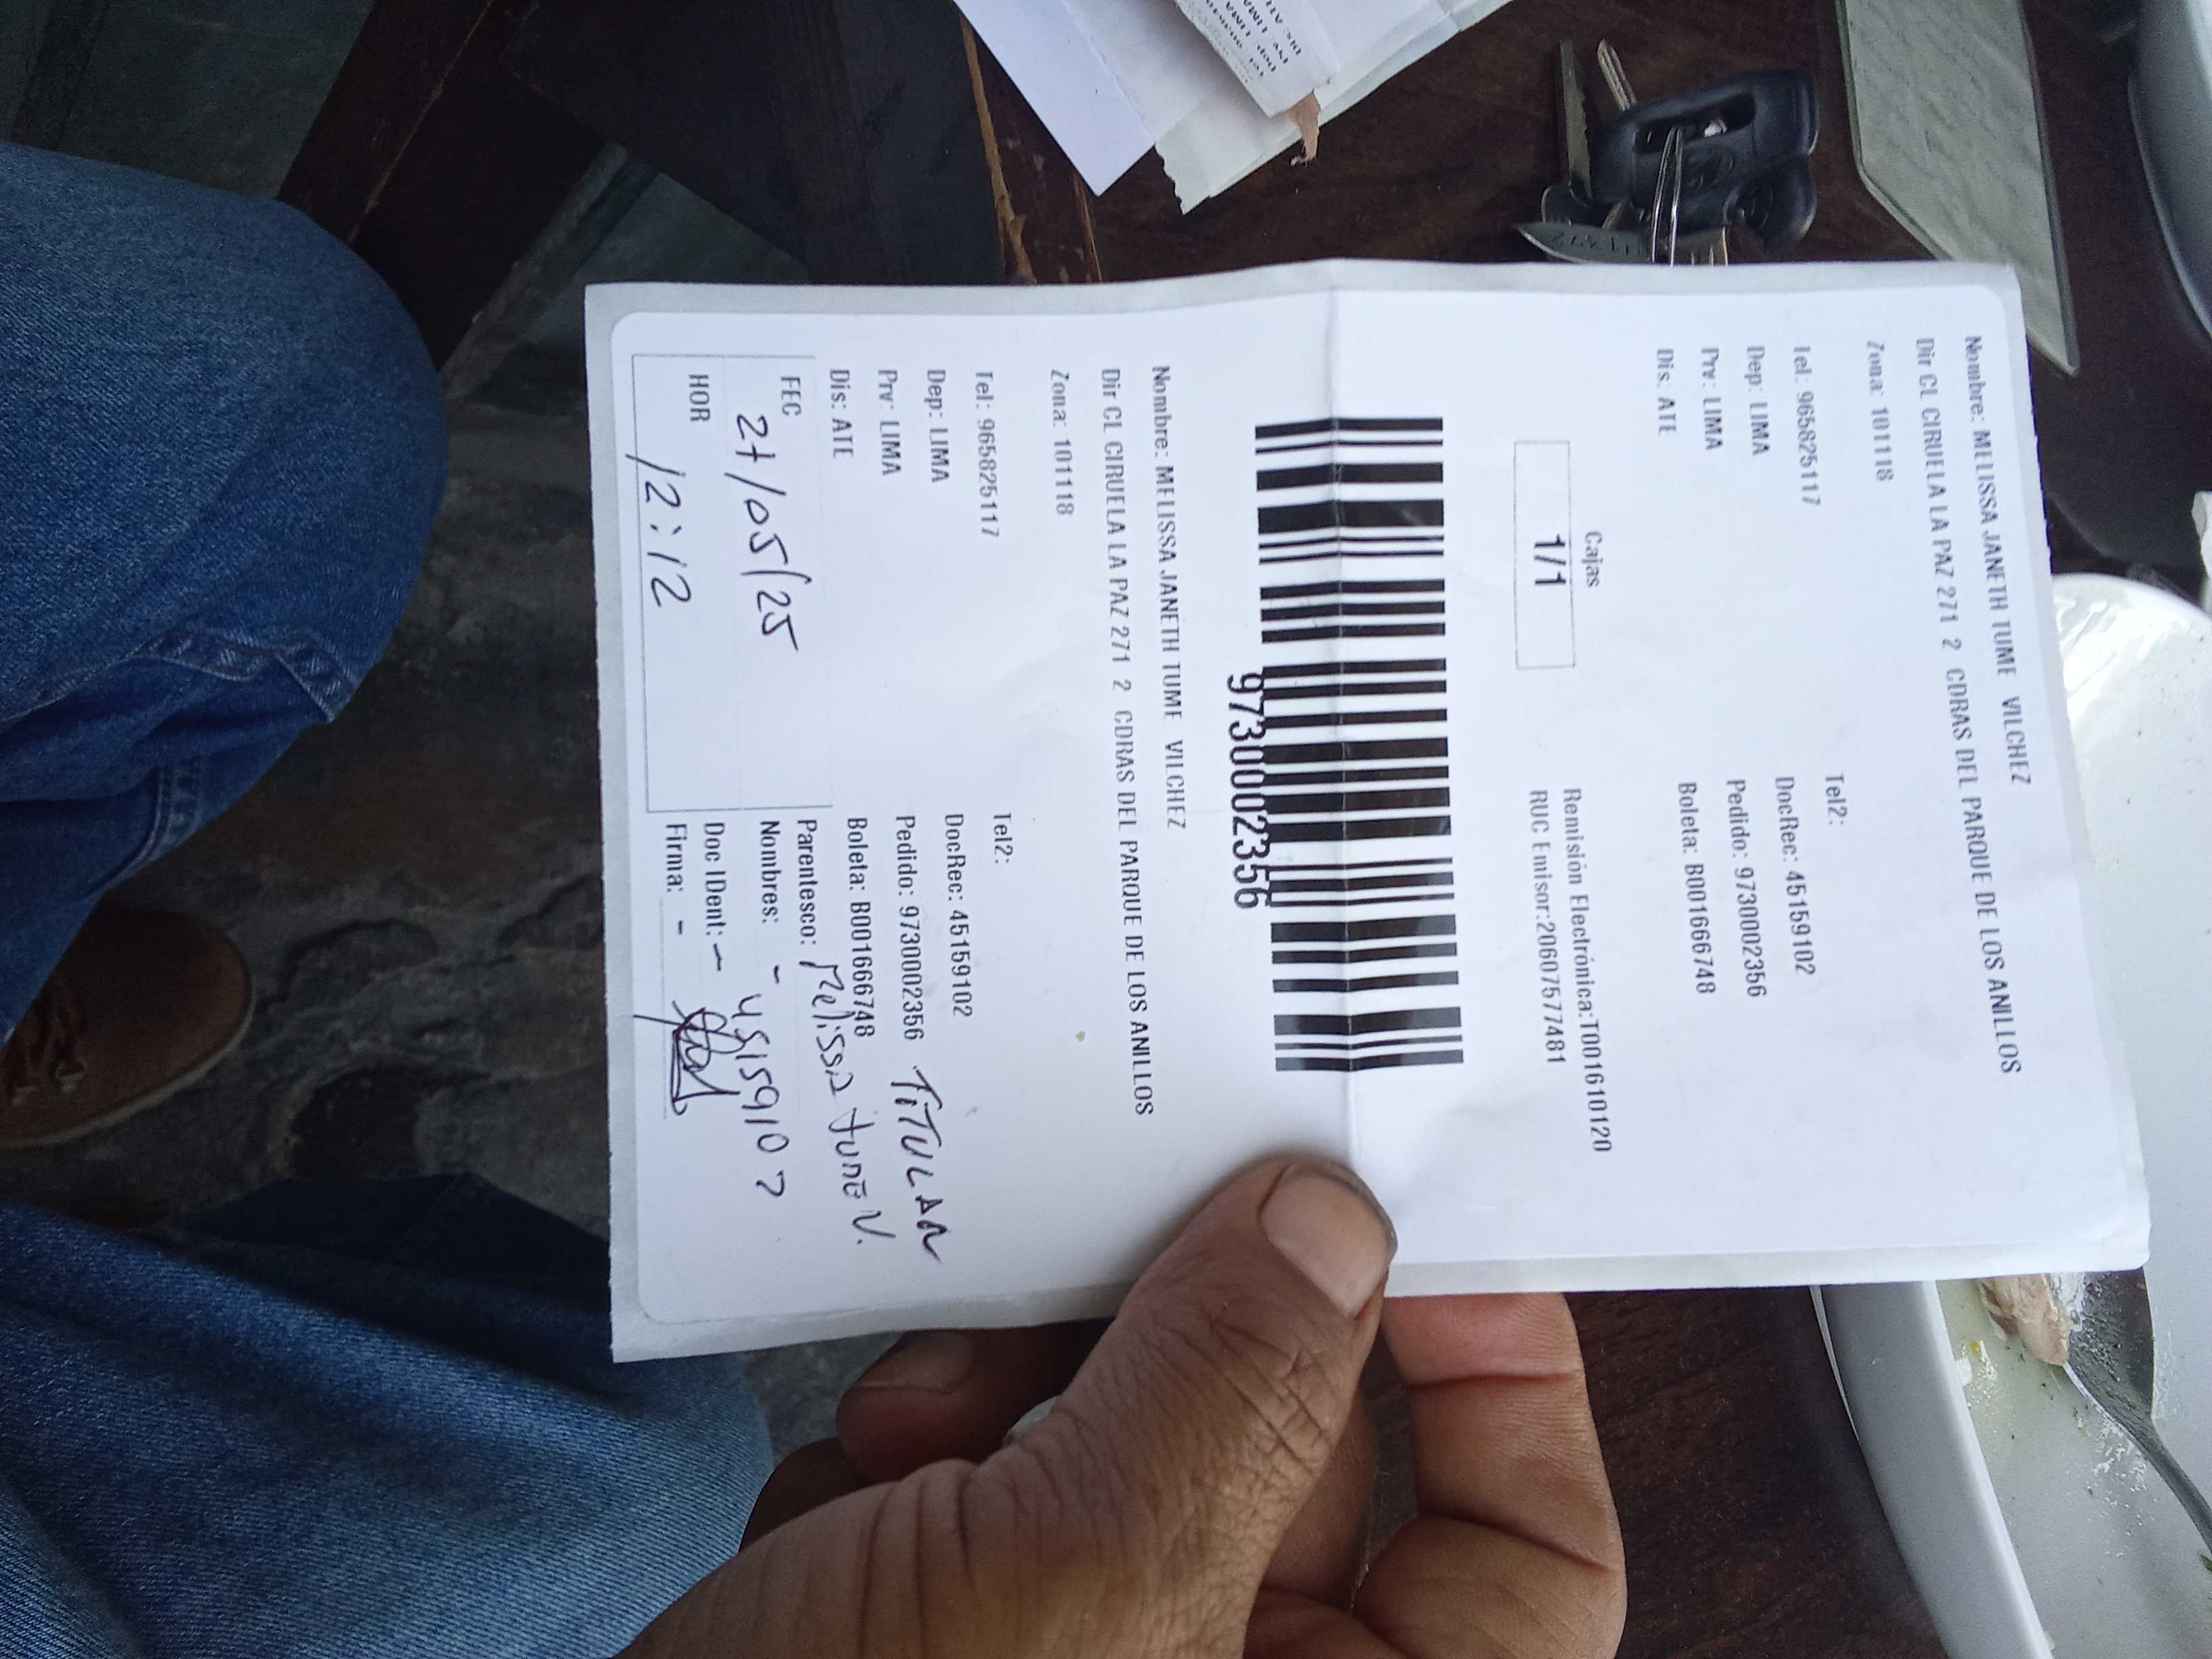 Nombre: MELISSA JANETH TUME VILCHEZ
Dir CL CIRUELA LA PAZ 271 2 CDRAS DEL PARQUE DE LOS ANILLOS
Zona: 101118
Tel: 965825117 Tel2:
Dep: LIMA DocRec: 45159102
Prv: LIMA Pedido: 9730002356
Dis: ATE Boleta: B001666748
Cajas
1/1
Remisión Electrónica:T001610120
RUC Emisor:20607577481
9730002356
Nombre: MELISSA JANETH TUME VILCHEZ
Dir CL CIRUELA LA PAZ 271 2 CDRAS DEL PARQUE DE LOS ANILLOS
Zona: 101118
Tel: 965825117 Tel2:
Dep: LIMA DocRec: 45159102
Prv: LIMA Pedido: 9730002356 TITULAR
Dis: ATE Boleta: B001666748
FEC 27/05/25
HOR 12:12
Parentesco: Melissa tume V.
Nombres: - 45159102
Doc IDent: -
Firma: -
Dep: LIMA
Prv: LIMA